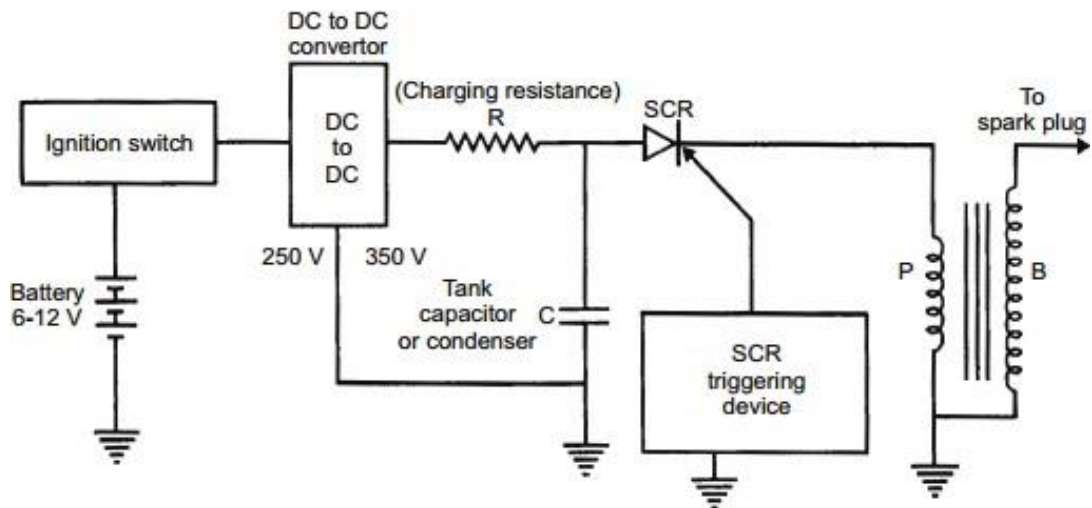 DC to DC
convertor
(Charging resistance)
R
SCR
To
spark plug
Ignition switch
DC
to
DC
250 V
350 V
Battery
6-12 V
Tank
capacitor
or condenser
C
SCR
triggering
device
P
B